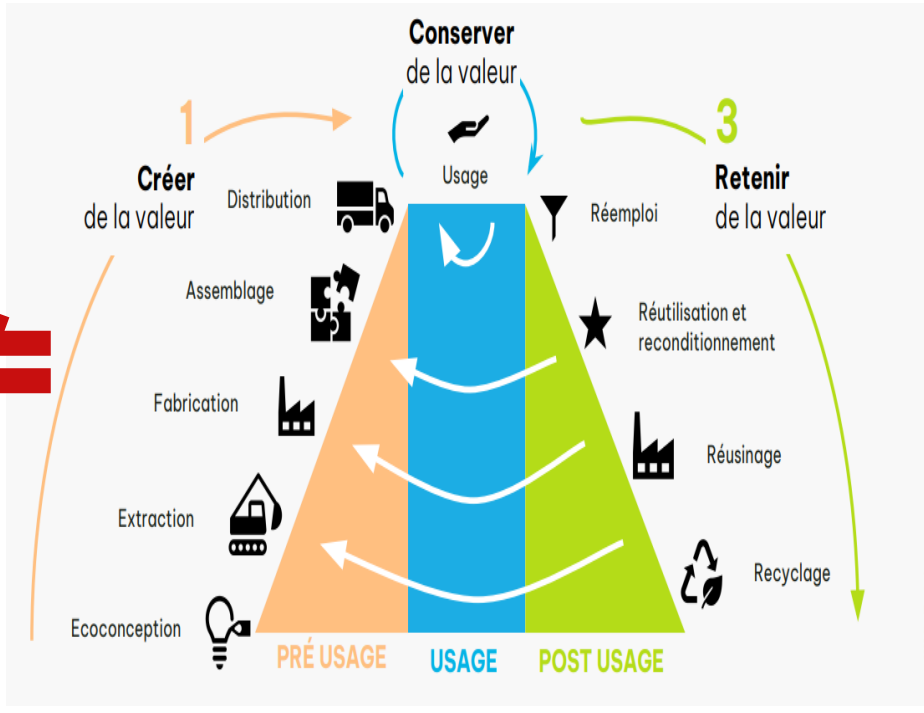 Conserver
de la valeur
1
3
Créer
de la valeur
Usage
Retenir
de la valeur
Distribution
Réemploi
Assemblage
Réutilisation et
reconditionnement
Fabrication
Réusinage
Extraction
Recyclage
Ecoconception
PRÉ USAGE
USAGE
POST USAGE